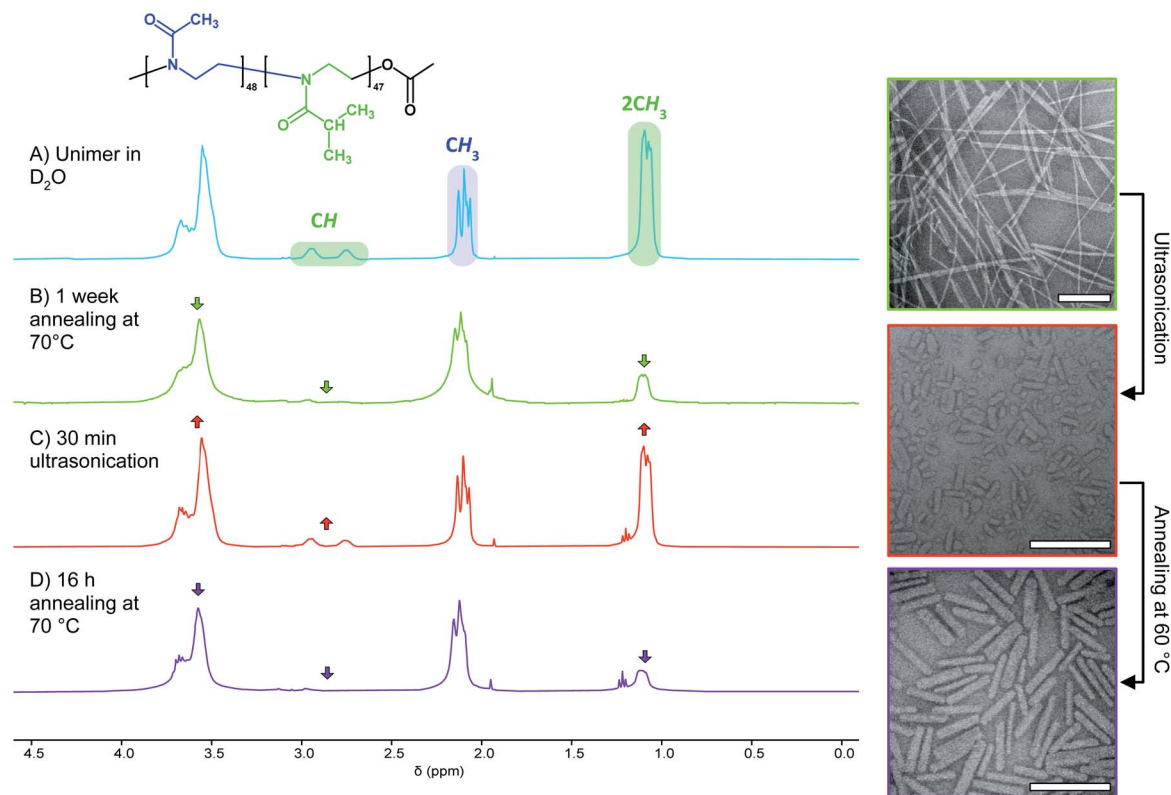 O
CH₃
N
48
N
47
O
O
O
CH
CH₃
CH₃
A) Unimer in
D₂O
CH
CH₃
2CH₃
B) 1 week
annealing at
70°C
C) 30 min
ultrasonication
D) 16 h
annealing at
70 °C
4.5 4.0 3.5 3.0 2.5 2.0 1.5 1.0 0.5 -0.0
δ (ppm)
Ultrasonication
Annealing at 60 °C